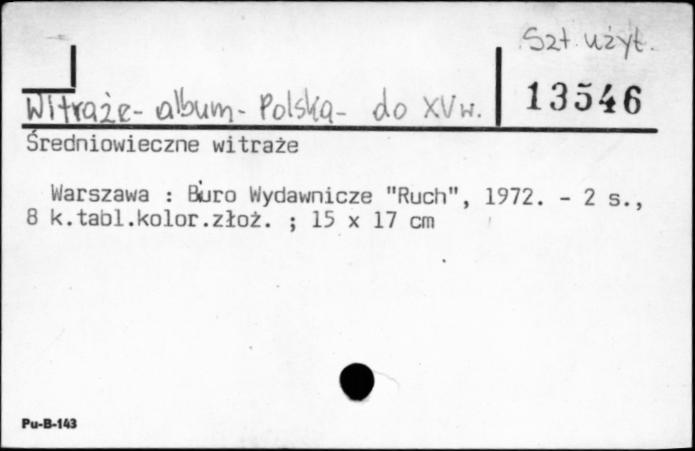 Szt. użyt.
13546
Witraże - album - Polska - do XV w.
Średniowieczne witraże
Warszawa : Biuro Wydawnicze "Ruch", 1972. - 2 s.,
8 k.tabl.kolor.złoż. ; 15 x 17 cm
Pu-B-143